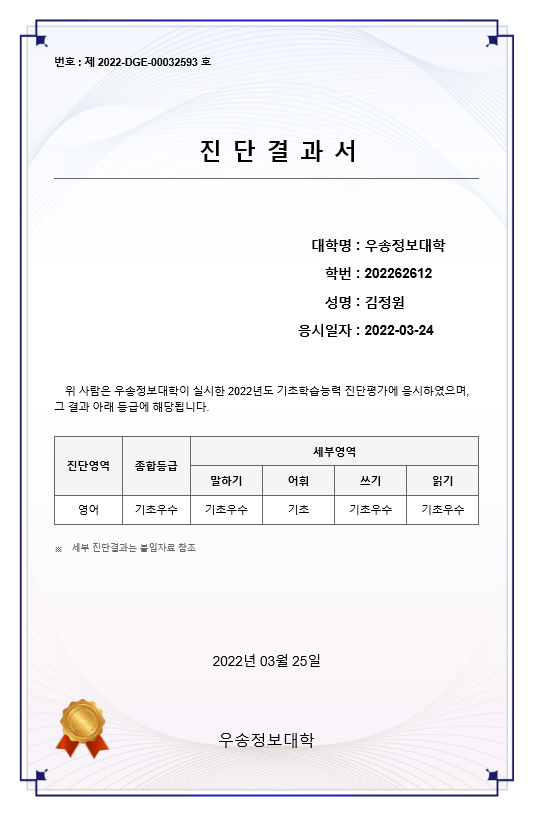 번호 : 제 2022-DGE-00032593 호
진 단 결 과 서
대학명 : 우송정보대학
학번 : 202262612
성명 : 김정원
응시일자 : 2022-03-24
위 사람은 우송정보대학이 실시한 2022년도 기초학습능력 진단평가에 응시하였으며,
그 결과 아래 등급에 해당됩니다.
진단영역 종합등급 세부영역
말하기 어휘 쓰기 읽기
영어 기초우수 기초우수 기초 기초우수 기초우수
※ 세부 진단결과는 붙임자료 참조
2022년 03월 25일
우송정보대학